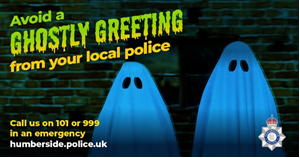 Avoid a
GHOSTLY GREETING
from your local police
Call us on 101 or 999
in an emergency
humberside.police.uk